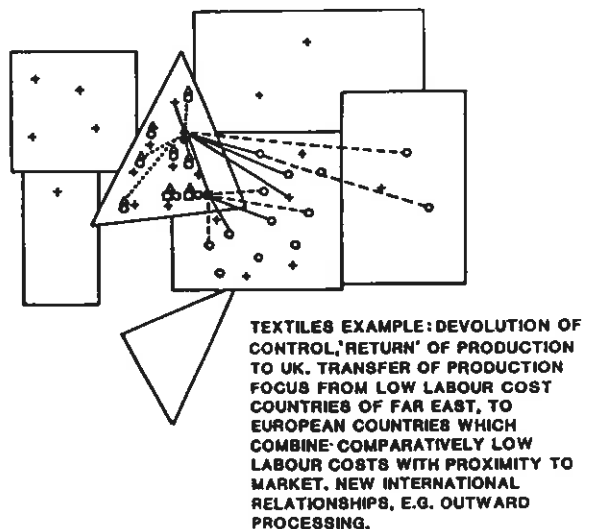 TEXTILES EXAMPLE: DEVOLUTION OF
CONTROL,'RETURN' OF PRODUCTION
TO UK. TRANSFER OF PRODUCTION
FOCUS FROM LOW LABOUR COST
COUNTRIES OF FAR EAST, TO
EUROPEAN COUNTRIES WHICH
COMBINE COMPARATIVELY LOW
LABOUR COSTS WITH PROXIMITY TO
MARKET. NEW INTERNATIONAL
RELATIONSHIPS, E.G. OUTWARD
PROCESSING.